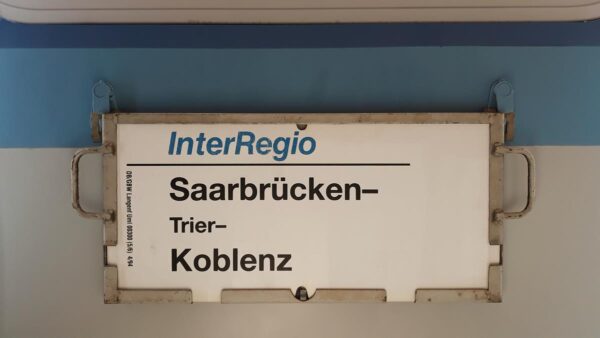 InterRegio
Saarbrücken–
Trier–
Koblenz